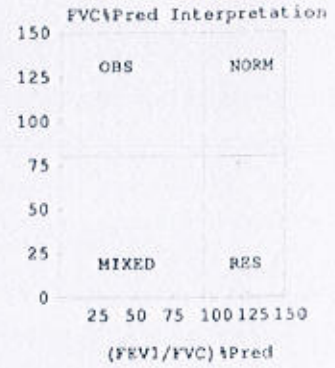 FVC%Pred Interpretation
150
OBS NORM
125
100
75
50
25
MIXED RES
0
25 50 75 100 125 150
(FEV1/FVC) %Pred